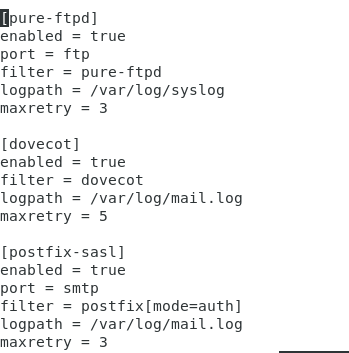 [pure-ftpd]
enabled = true
port = ftp
filter = pure-ftpd
logpath = /var/log/syslog
maxretry = 3

[dovecot]
enabled = true
filter = dovecot
logpath = /var/log/mail.log
maxretry = 5

[postfix-sasl]
enabled = true
port = smtp
filter = postfix[mode=auth]
logpath = /var/log/mail.log
maxretry = 3